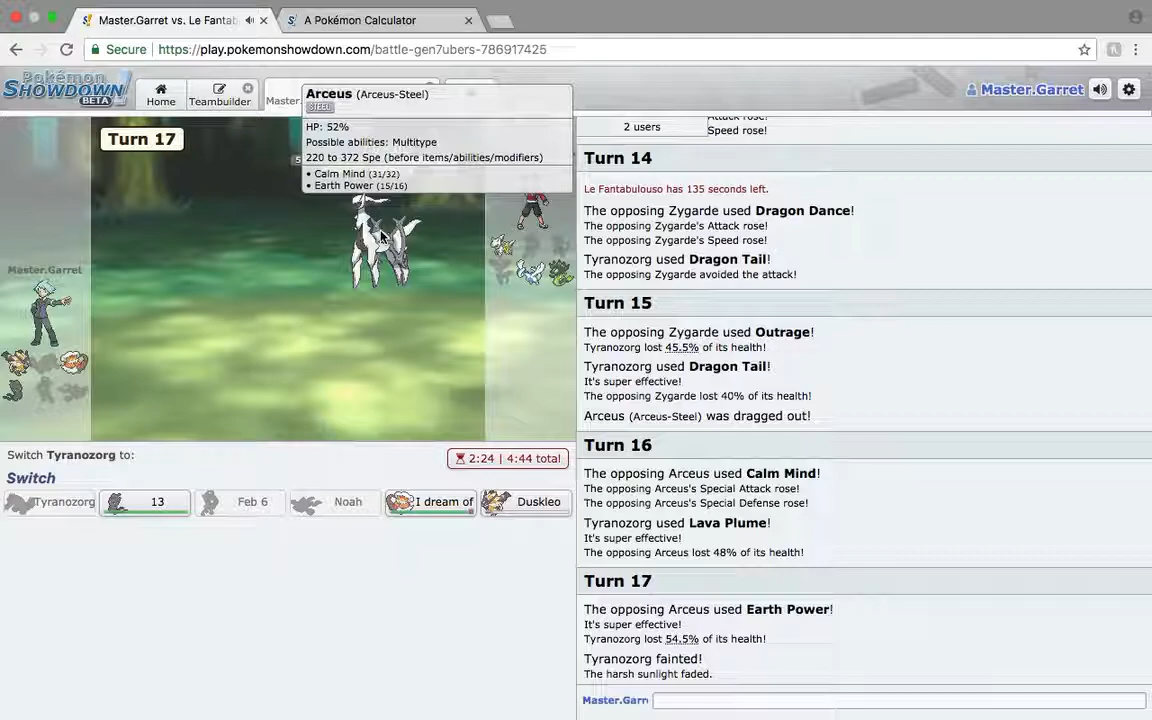 Master.Garret vs. Le Fantab
A Pokémon Calculator
Secure
https://play.pokemonshowdown.com/battle-gen7ubers-786917425
Pokémon
SHOWDOWN
BETA
Home
Teambuilder
Master.
Master.Garret
Arceus (Arceus-Steel)
STEEL
HP: 52%
Possible abilities: Multitype
220 to 372 Spe (before items/abilities/modifiers)
• Calm Mind (31/32)
• Earth Power (15/16)
Turn 17
Master.Garret
Switch Tyranozorg to:
2:24 | 4:44 total
Switch
Tyranozorg
13
Feb 6
Noah
I dream of
Duskleo
2 users
Attack rose!
Speed rose!
Turn 14
Le Fantabulouso has 135 seconds left.
The opposing Zygarde used Dragon Dance!
The opposing Zygarde's Attack rose!
The opposing Zygarde's Speed rose!
Tyranozorg used Dragon Tail!
The opposing Zygarde avoided the attack!
Turn 15
The opposing Zygarde used Outrage!
Tyranozorg lost 45.5% of its health!
Tyranozorg used Dragon Tail!
It's super effective!
The opposing Zygarde lost 40% of its health!
Arceus (Arceus-Steel) was dragged out!
Turn 16
The opposing Arceus used Calm Mind!
The opposing Arceus's Special Attack rose!
The opposing Arceus's Special Defense rose!
Tyranozorg used Lava Plume!
It's super effective!
The opposing Arceus lost 48% of its health!
Turn 17
The opposing Arceus used Earth Power!
It's super effective!
Tyranozorg lost 54.5% of its health!
Tyranozorg fainted!
The harsh sunlight faded.
Master.Garr